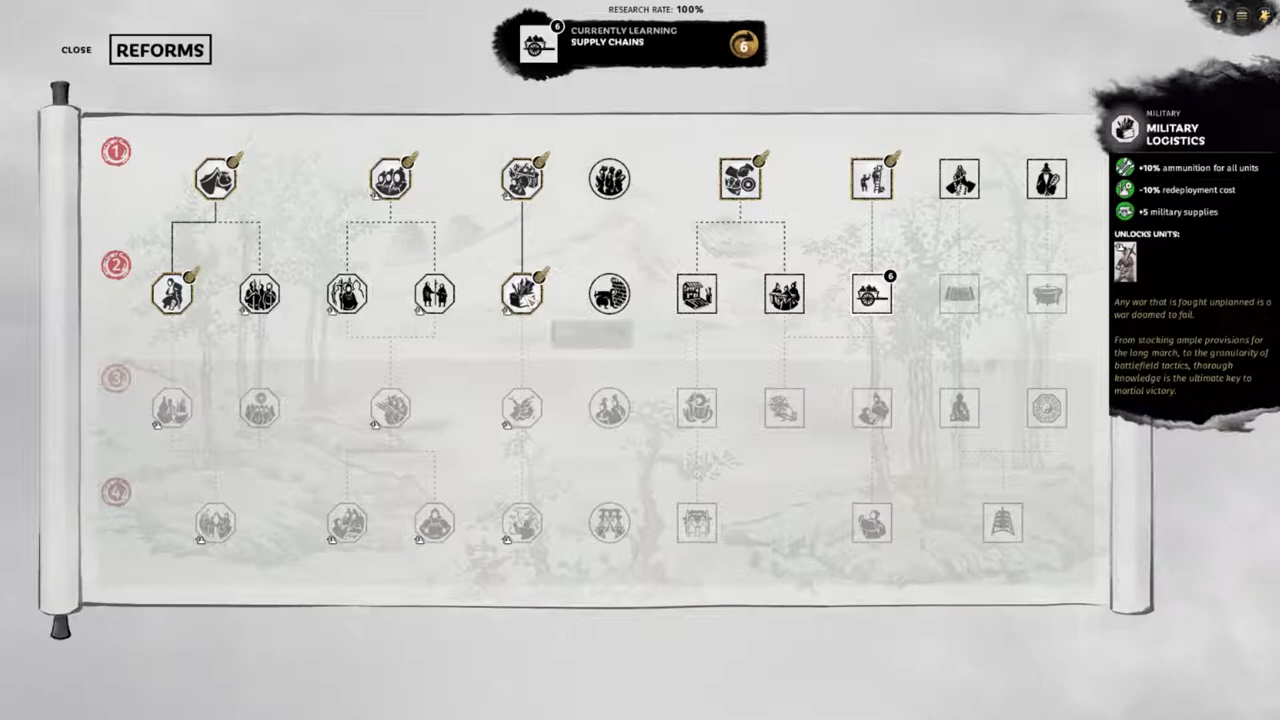 RESEARCH RATE: 100%
6
CURRENTLY LEARNING
SUPPLY CHAINS
6
CLOSE
REFORMS
1
2
3
4
6
MILITARY
MILITARY
LOGISTICS
+10% ammunition for all units
-10% redeployment cost
+5 military supplies
UNLOCKS UNITS:
Any war that is fought unplanned is a
war doomed to fail.
From stocking ample provisions for
the long march, to the granularity of
battlefield tactics, thorough
knowledge is the ultimate key to
martial victory.